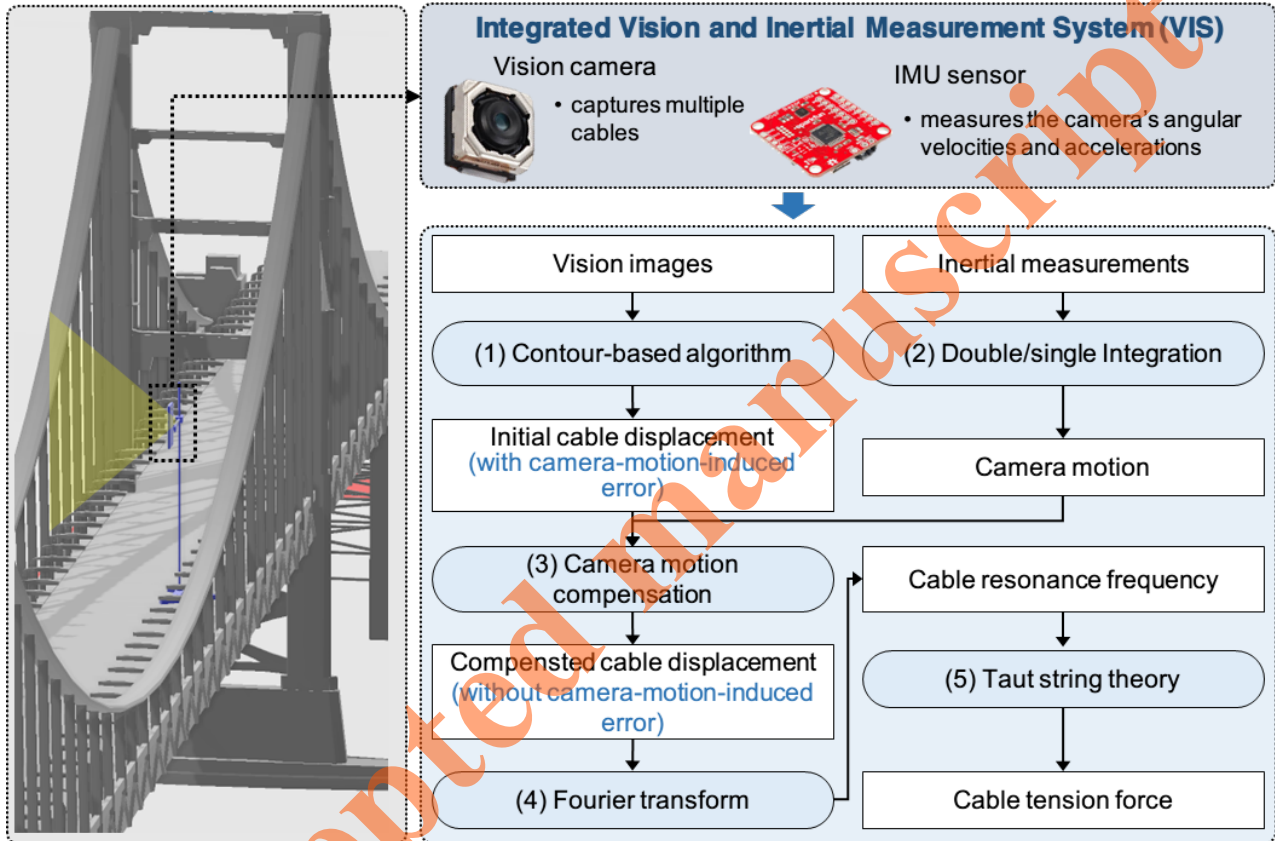 Integrated Vision and Inertial Measurement System (VIS)
Vision camera
• captures multiple
cables
IMU sensor
• measures the camera's angular
velocities and accelerations
Vision images
Inertial measurements
(1) Contour-based algorithm
(2) Double/single Integration
Initial cable displacement
(with camera-motion-induced
error)
Camera motion
(3) Camera motion
compensation
Cable resonance frequency
Compensted cable displacement
(without camera-motion-induced
error)
(5) Taut string theory
(4) Fourier transform
Cable tension force
pted manuscript